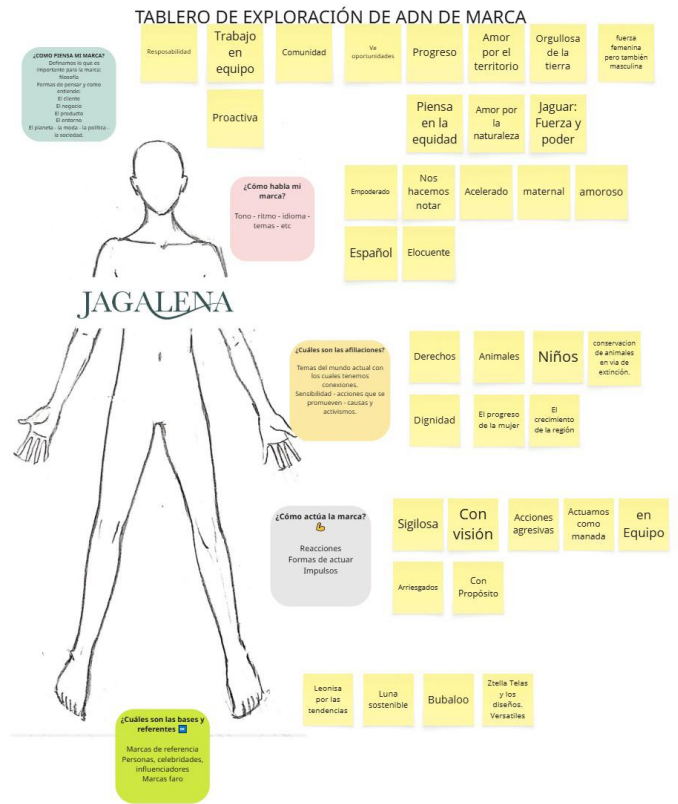 TABLERO DE EXPLORACIÓN DE ADN DE MARCA
¿COMO PIENSA MI MARCA?
Definamos lo que es
importante para la marca:
filosofía
Formas de pensar y como
entiende:
El cliente
El negocio
El producto
El entorno
El planeta - la moda - la política -
la sociedad.
Resposabilidad
Trabajo
en
equipo
Comunidad
Ve
oportunidades
Progreso
Amor
por el
territorio
Orgullosa
de la
tierra
fuerza
femenina
pero también
masculina
Proactiva
Piensa
en la
equidad
Amor por
la
naturaleza
Jaguar:
Fuerza y
poder
¿Cómo habla mi
marca?
Tono - ritmo - idioma -
temas - etc
Empoderado
Nos
hacemos
notar
Acelerado
maternal
amoroso
Español
Elocuente
JAGALENA
¿Cuáles son las afiliaciones?
Temas del mundo actual con
los cuales tenemos
conexiones.
Sensibilidad - acciones que se
promueven - causas y
activismos.
Derechos
Animales
Niños
conservacion
de animales
en via de
extinción.
Dignidad
El progreso
de la mujer
El
crecimiento
de la región
¿Cómo actúa la marca?
💪
Reacciones
Formas de actuar
Impulsos
Sigilosa
Con
visión
Acciones
agresivas
Actuamos
como
manada
en
Equipo
Arriesgados
Con
Propósito
¿Cuáles son las bases y
referentes
Marcas de referencia
Personas, celebridades,
influenciadores
Marcas faro
Leonisa
por las
tendencias
Luna
sostenible
Bubaloo
Ztella Telas
y los
diseños.
Versatiles